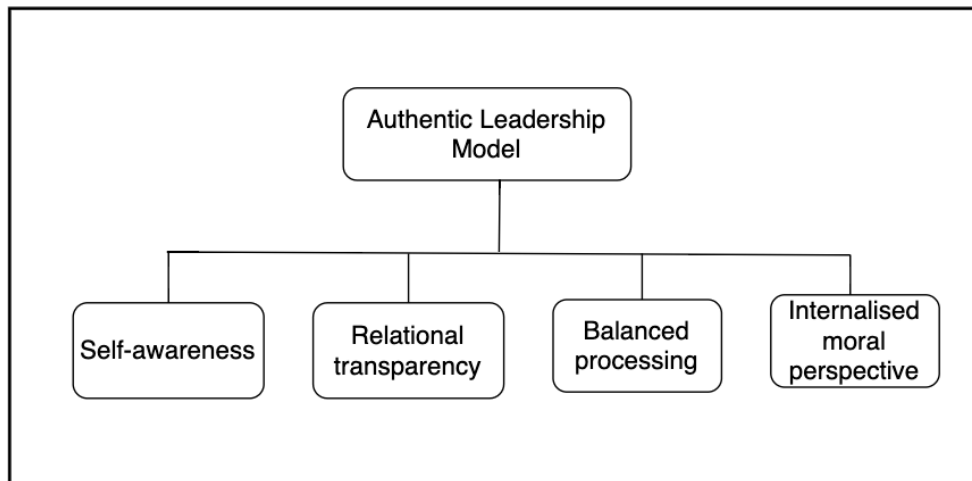 Authentic Leadership
Model
Self-awareness
Relational
transparency
Balanced
processing
Internalised
moral
perspective